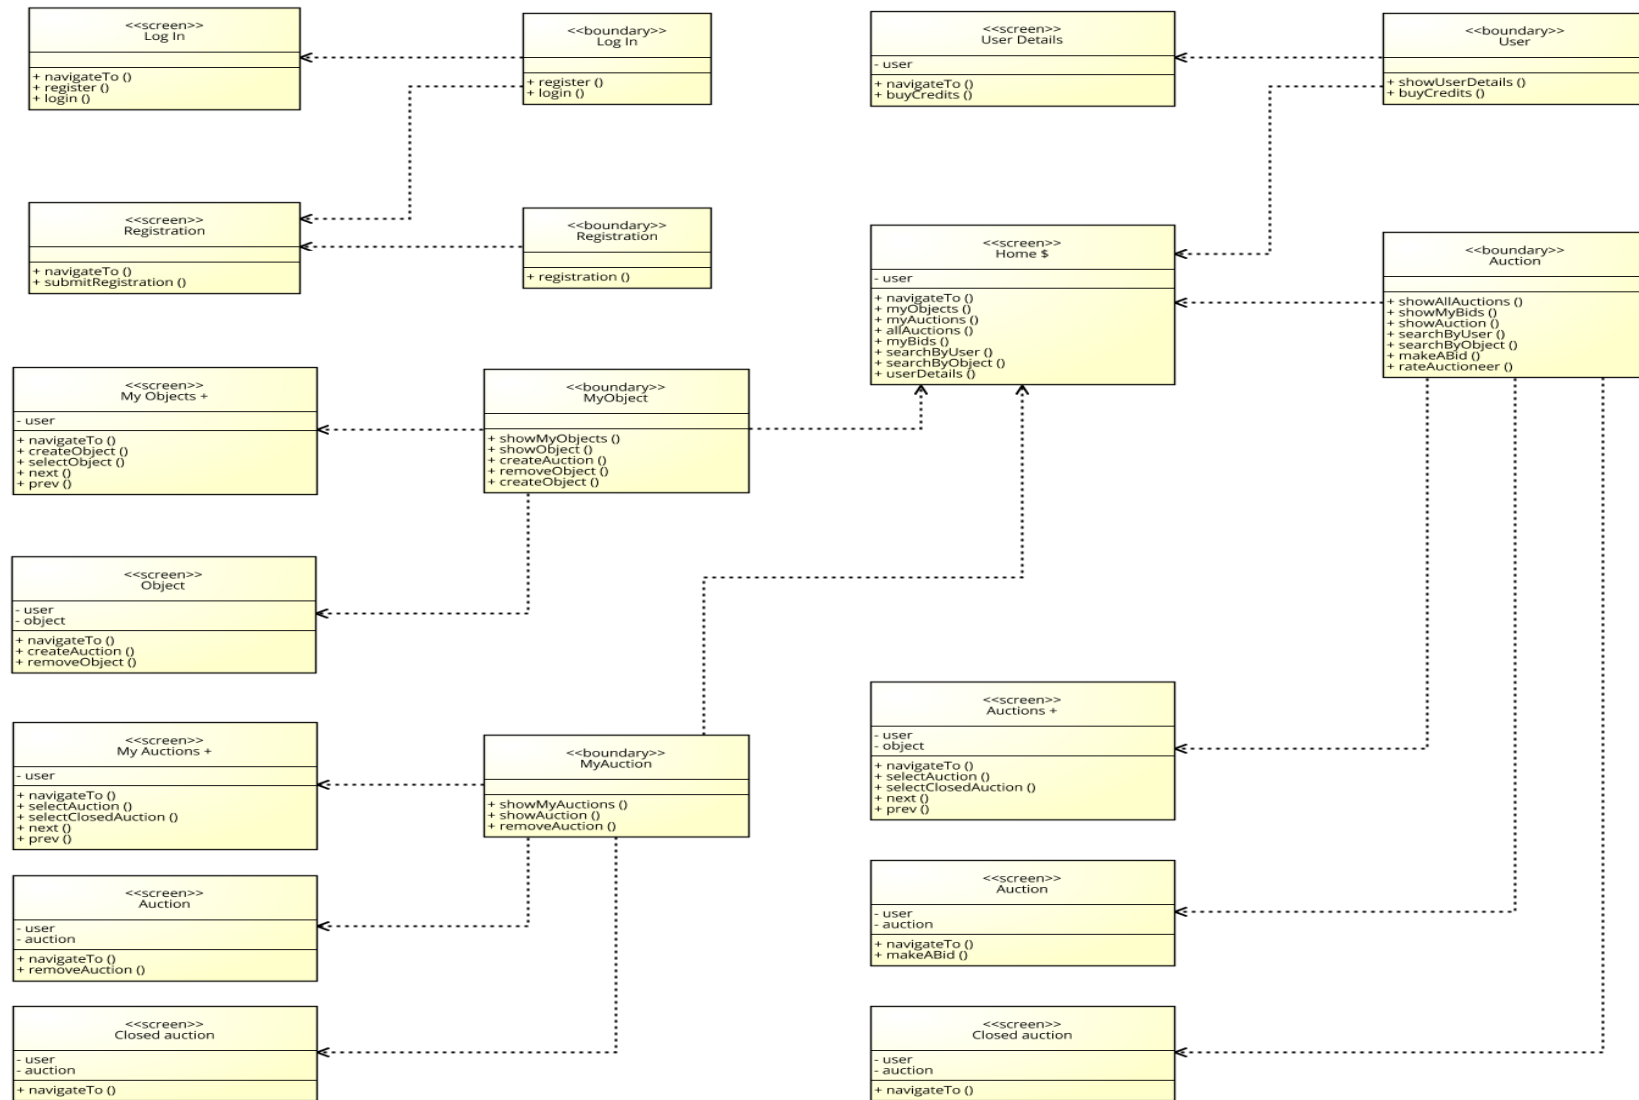 <<screen>>
Log In
+ navigateTo ()
+ register ()
+ login ()
<<boundary>>
Log In
+ register ()
+ login ()
<<screen>>
User Details
- user
+ navigateTo ()
+ buyCredits ()
<<boundary>>
User
+ showUserDetails ()
+ buyCredits ()
<<screen>>
Registration
+ navigateTo ()
+ submitRegistration ()
<<boundary>>
Registration
+ registration ()
<<screen>>
Home $
- user
+ navigateTo ()
+ myObjects ()
+ myAuctions ()
+ allAuctions ()
+ myBids ()
+ searchByUser ()
+ searchByObject ()
+ userDetails ()
<<boundary>>
Auction
+ showAllAuctions ()
+ showMyBids ()
+ showAuction ()
+ searchByUser ()
+ searchByObject ()
+ makeABid ()
+ rateAuctioneer ()
<<screen>>
My Objects +
- user
+ navigateTo ()
+ createObject ()
+ selectObject ()
+ next ()
+ prev ()
<<boundary>>
MyObject
+ showMyObjects ()
+ showObject ()
+ createAuction ()
+ removeObject ()
+ createObject ()
<<screen>>
Object
- user
- object
+ navigateTo ()
+ createAuction ()
+ removeObject ()
<<screen>>
My Auctions +
- user
+ navigateTo ()
+ selectAuction ()
+ selectClosedAuction ()
+ next ()
+ prev ()
<<boundary>>
MyAuction
+ showMyAuctions ()
+ showAuction ()
+ removeAuction ()
<<screen>>
Auctions +
- user
- object
+ navigateTo ()
+ selectAuction ()
+ selectClosedAuction ()
+ next ()
+ prev ()
<<screen>>
Auction
- user
- auction
+ navigateTo ()
+ removeAuction ()
<<screen>>
Auction
- user
- auction
+ navigateTo ()
+ makeABid ()
<<screen>>
Closed auction
- user
- auction
+ navigateTo ()
<<screen>>
Closed auction
- user
- auction
+ navigateTo ()